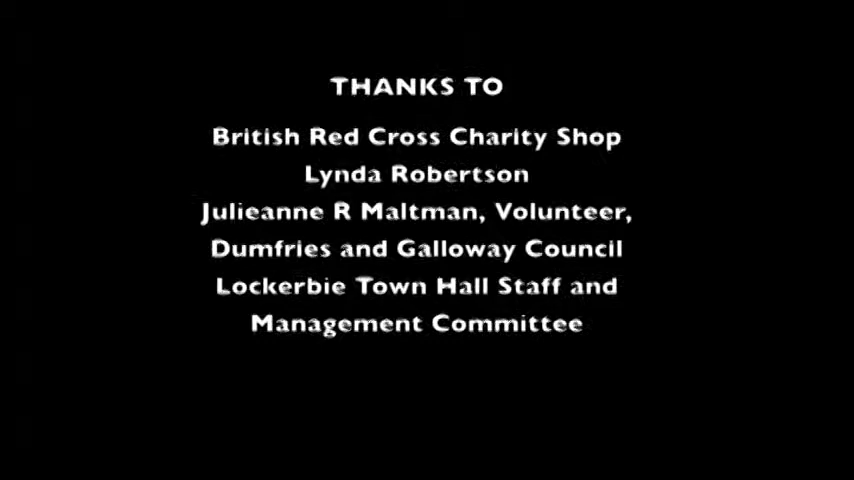 THANKS TO
British Red Cross Charity Shop
Lynda Robertson
Julieanne R Maltman, Volunteer,
Dumfries and Galloway Council
Lockerbie Town Hall Staff and
Management Committee